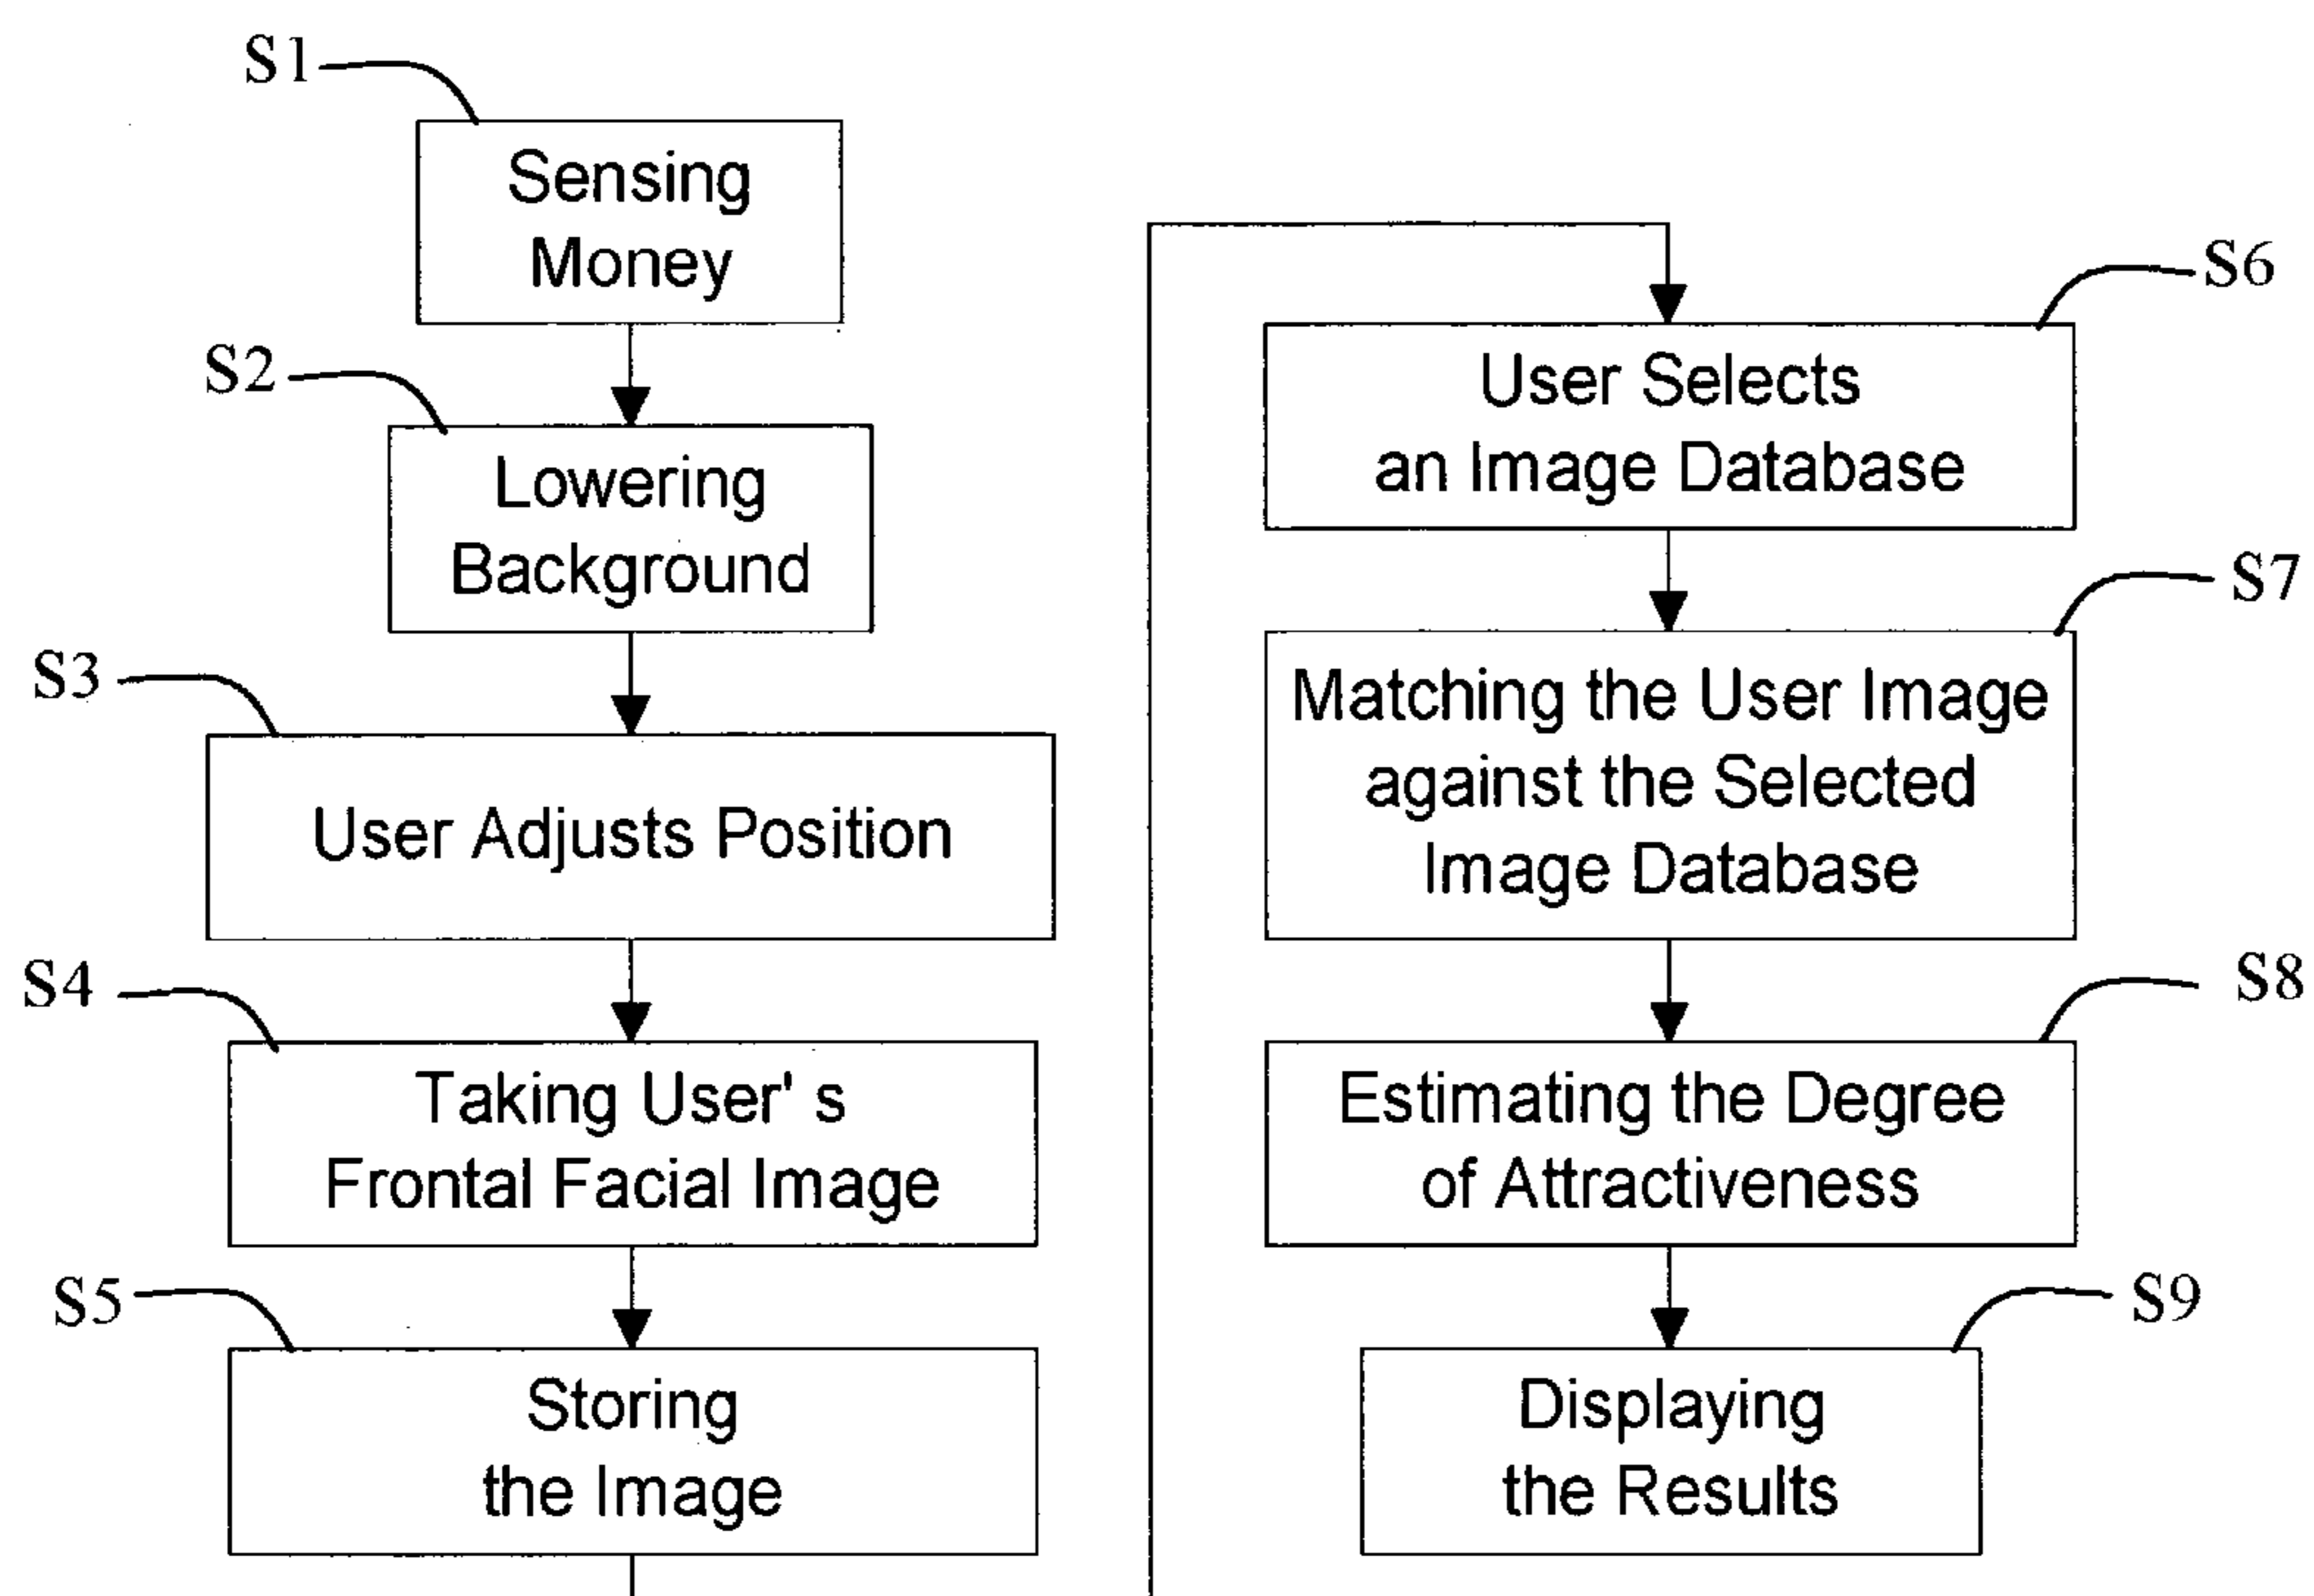 S1
Sensing
Money
S2
Lowering
Background
S3
User Adjusts Position
S4
Taking User' s
Frontal Facial Image
S5
Storing
the Image
S6
User Selects
an Image Database
S7
Matching the User Image
against the Selected
Image Database
S8
Estimating the Degree
of Attractiveness
S9
Displaying
the Results